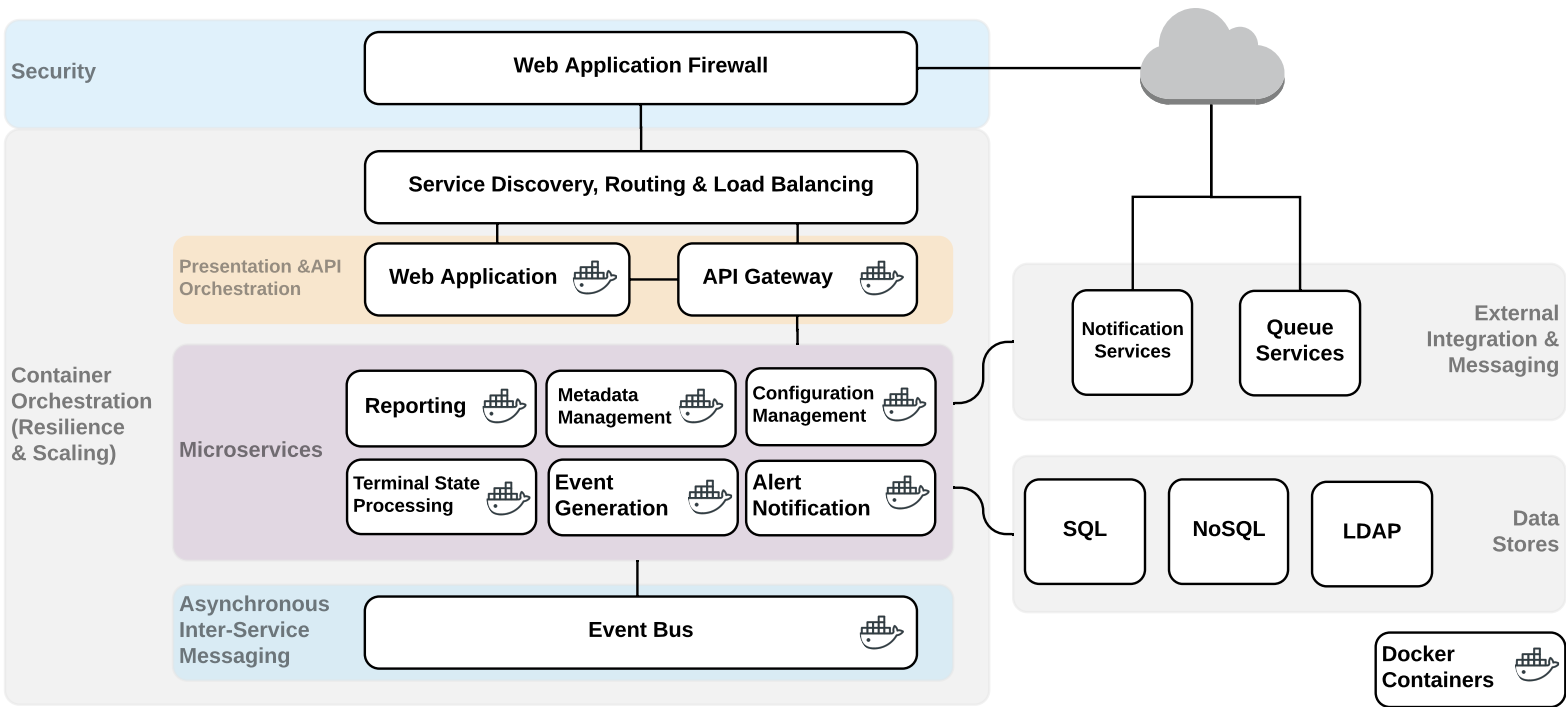 Security
Web Application Firewall
Service Discovery, Routing & Load Balancing
Presentation &API
Orchestration
Web Application
API Gateway
Container
Orchestration
(Resilience
& Scaling)
Microservices
Reporting
Metadata
Management
Configuration
Management
Terminal State
Processing
Event
Generation
Alert
Notification
Asynchronous
Inter-Service
Messaging
Event Bus
Notification
Services
Queue
Services
External
Integration &
Messaging
SQL
NoSQL
LDAP
Data
Stores
Docker
Containers